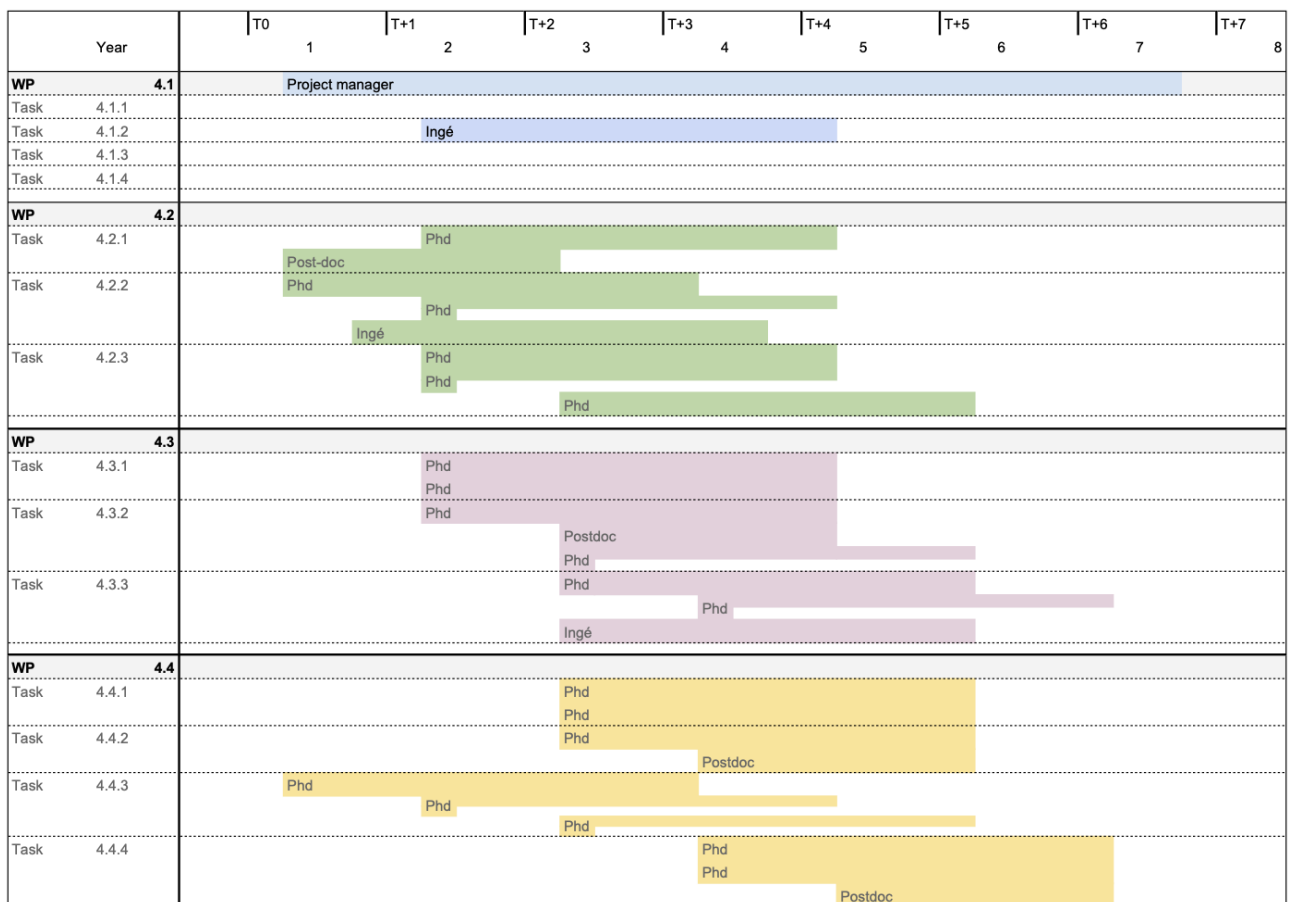 T0 T+1 T+2 T+3 T+4 T+5 T+6 T+7
Year 1 2 3 4 5 6 7 8
WP 4.1 Project manager
Task 4.1.1
Task 4.1.2 Ingé
Task 4.1.3
Task 4.1.4
WP 4.2
Task 4.2.1 Phd
Post-doc
Task 4.2.2 Phd
Phd
Ingé
Task 4.2.3 Phd
Phd
Phd
WP 4.3
Task 4.3.1 Phd
Phd
Task 4.3.2 Phd
Postdoc
Phd
Task 4.3.3 Phd
Phd
Ingé
WP 4.4
Task 4.4.1 Phd
Phd
Task 4.4.2 Phd
Postdoc
Task 4.4.3 Phd
Phd
Phd
Task 4.4.4 Phd
Phd
Postdoc